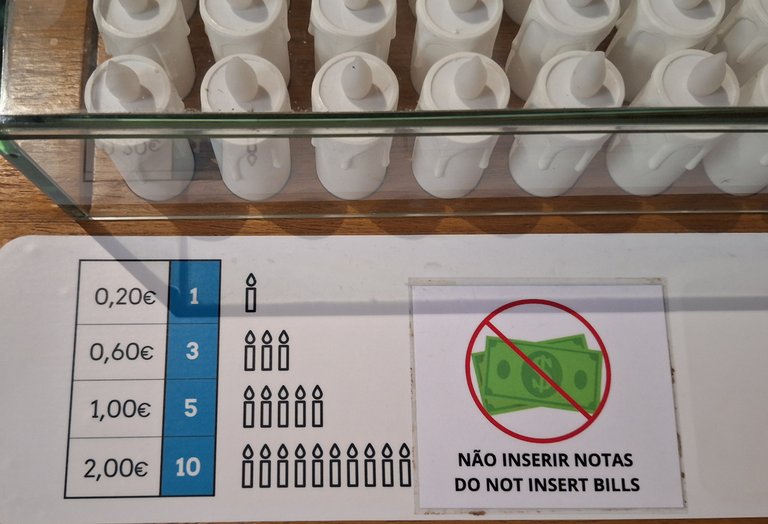 0,20€ 1
0,60€ 3
1,00€ 5
2,00€ 10
$
NÃO INSERIR NOTAS
DO NOT INSERT BILLS